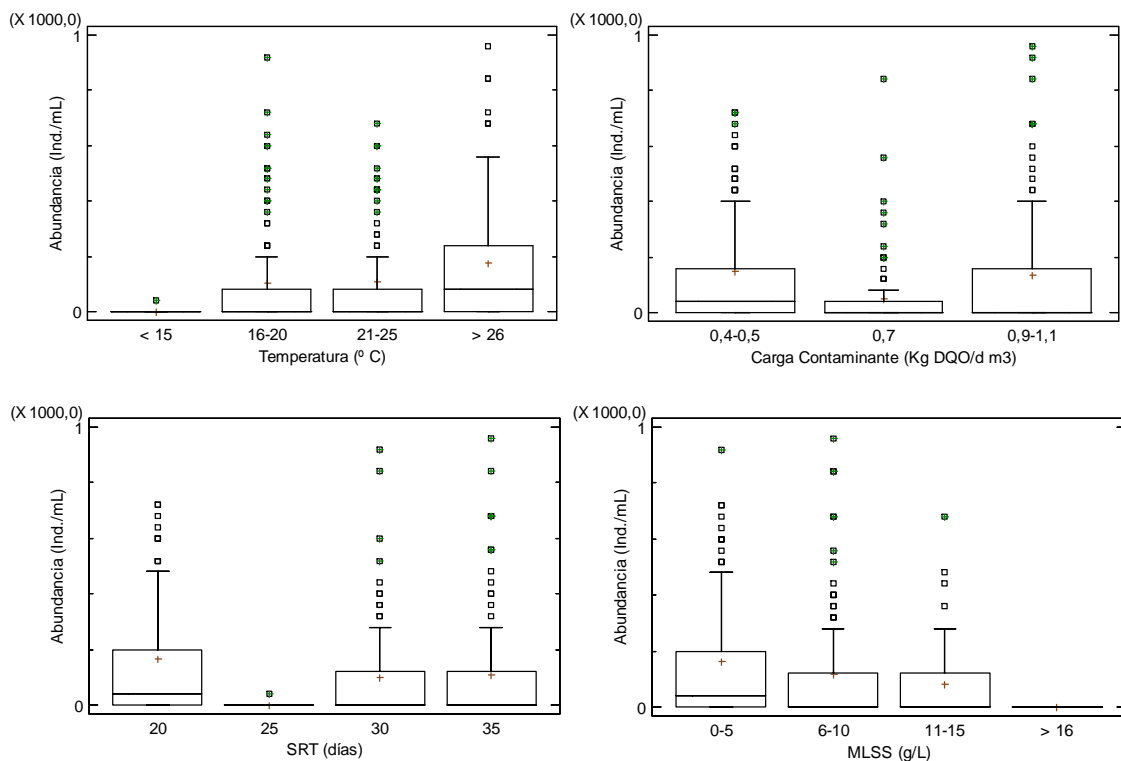 (X 1000,0)
1
Abundancia (Ind./mL)
0
< 15 16-20 21-25 > 26
Temperatura (º C)
(X 1000,0)
1
Abundancia (Ind./mL)
0
0,4-0,5 0,7 0,9-1,1
Carga Contaminante (Kg DQO/d m3)
(X 1000,0)
1
Abundancia (Ind./mL)
0
20 25 30 35
SRT (días)
(X 1000,0)
1
Abundancia (Ind./mL)
0
0-5 6-10 11-15 > 16
MLSS (g/L)